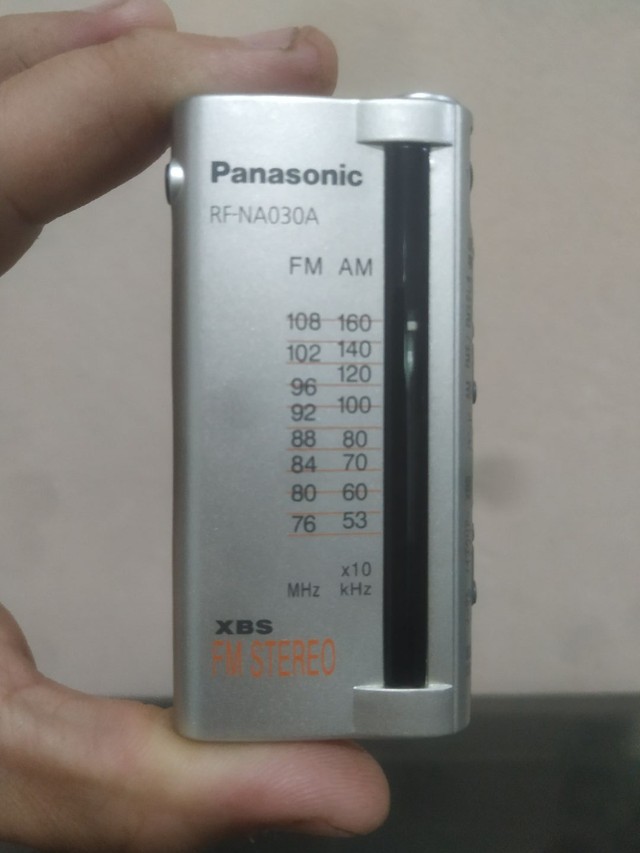 Panasonic
RF-NA030A
FM AM
108 160
102 140
120
96
92 100
88 80
84 70
80 60
76 53
x10
MHz kHz
XBS
FM STEREO